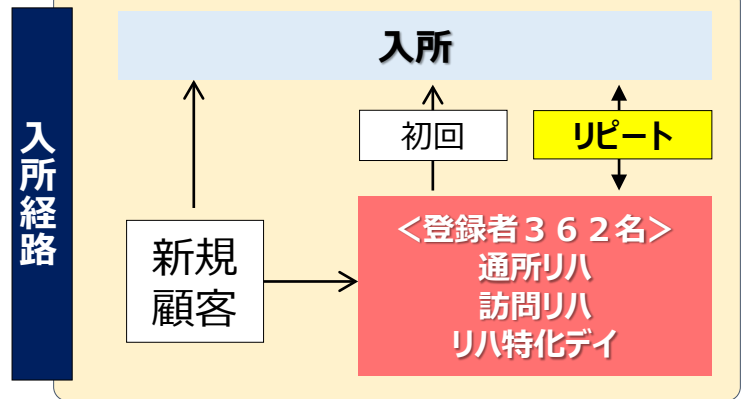 入所経路
入所
初回
リピート
新規
顧客
＜登録者３６２名＞
通所リハ
訪問リハ
リハ特化デイ